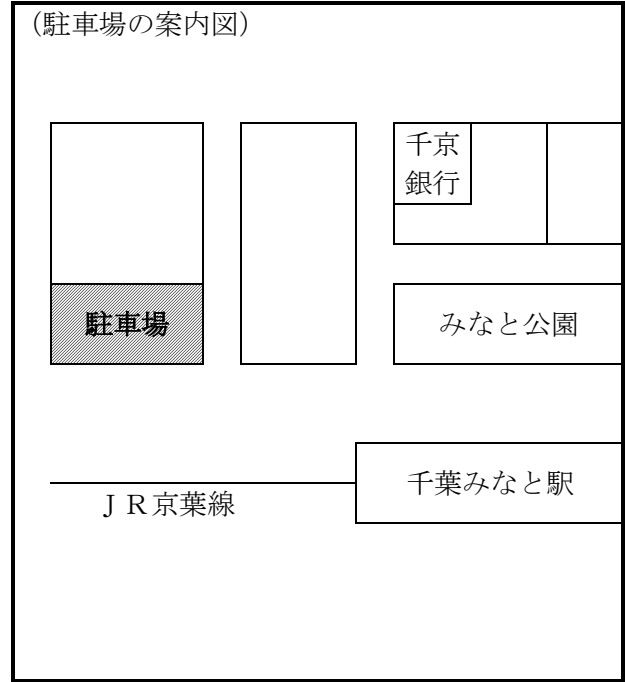 (駐車場の案内図)
千京
銀行
駐車場
みなと公園
千葉みなと駅
ＪＲ京葉線